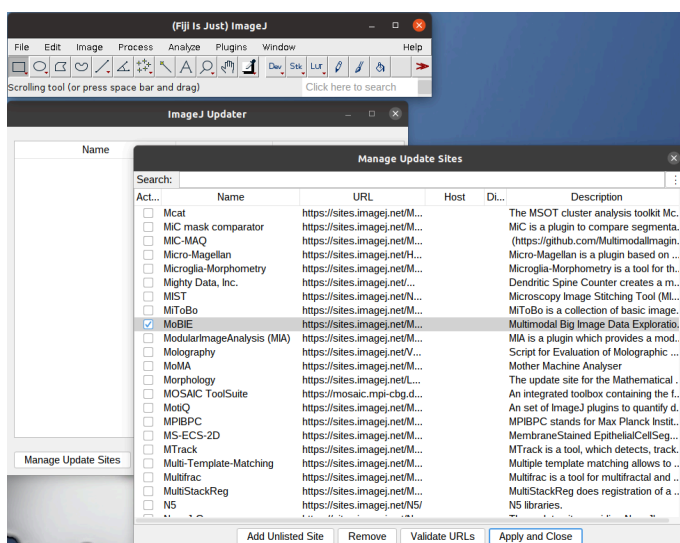 (Fiji Is Just) ImageJ
File Edit Image Process Analyze Plugins Window Help
A Dev Stk LUT
Scrolling tool (or press space bar and drag) Click here to search
ImageJ Updater
Name
Manage Update Sites
Search:
Act... Name URL Host Di... Description
Mcat https://sites.imagej.net/M... The MSOT cluster analysis toolkit Mc.
MiC mask comparator https://sites.imagej.net/M... MiC is a plugin to compare segmenta.
MIC-MAQ https://sites.imagej.net/M... (https://github.com/MultimodalImagin.
Micro-Magellan https://sites.imagej.net/H... Micro-Magellan is a plugin based on ...
Microglia-Morphometry https://sites.imagej.net/M... Microglia-Morphometry is a tool for th..
Mighty Data, Inc. https://sites.imagej.net/... Dendritic Spine Counter creates a m...
MIST https://sites.imagej.net/N... Microscopy Image Stitching Tool (MI...
MiToBo https://sites.imagej.net/M... MiToBo is a collection of basic image.
MoBIE https://sites.imagej.net/M... Multimodal Big Image Data Exploratio.
ModularImageAnalysis (MIA) https://sites.imagej.net/M... MIA is a plugin which provides a mod..
Molography https://sites.imagej.net/V... Script for Evaluation of Molographic ...
MoMA https://sites.imagej.net/M... Mother Machine Analyser
Morphology https://sites.imagej.net/L... The update site for the Mathematical .
MOSAIC ToolSuite https://mosaic.mpi-cbg.d... An integrated toolbox containing the f..
MotiQ https://sites.imagej.net/M... An set of ImageJ plugins to quantify d.
MPIBPC https://sites.imagej.net/M... MPIBPC stands for Max Planck Instit..
MS-ECS-2D https://sites.imagej.net/M... MembraneStained EpithelialCellSeg...
MTrack https://sites.imagej.net/M... MTrack is a tool, which detects, track.
Multi-Template-Matching https://sites.imagej.net/M... Multiple template matching allows to ..
Multifrac https://sites.imagej.net/M... Multifrac is a tool for multifractal and ..
MultiStackReg https://sites.imagej.net/M... MultiStackReg does registration of a ..
N5 https://sites.imagej.net/N5/ N5 libraries.
Manage Update Sites
Add Unlisted Site Remove Validate URLs Apply and Close